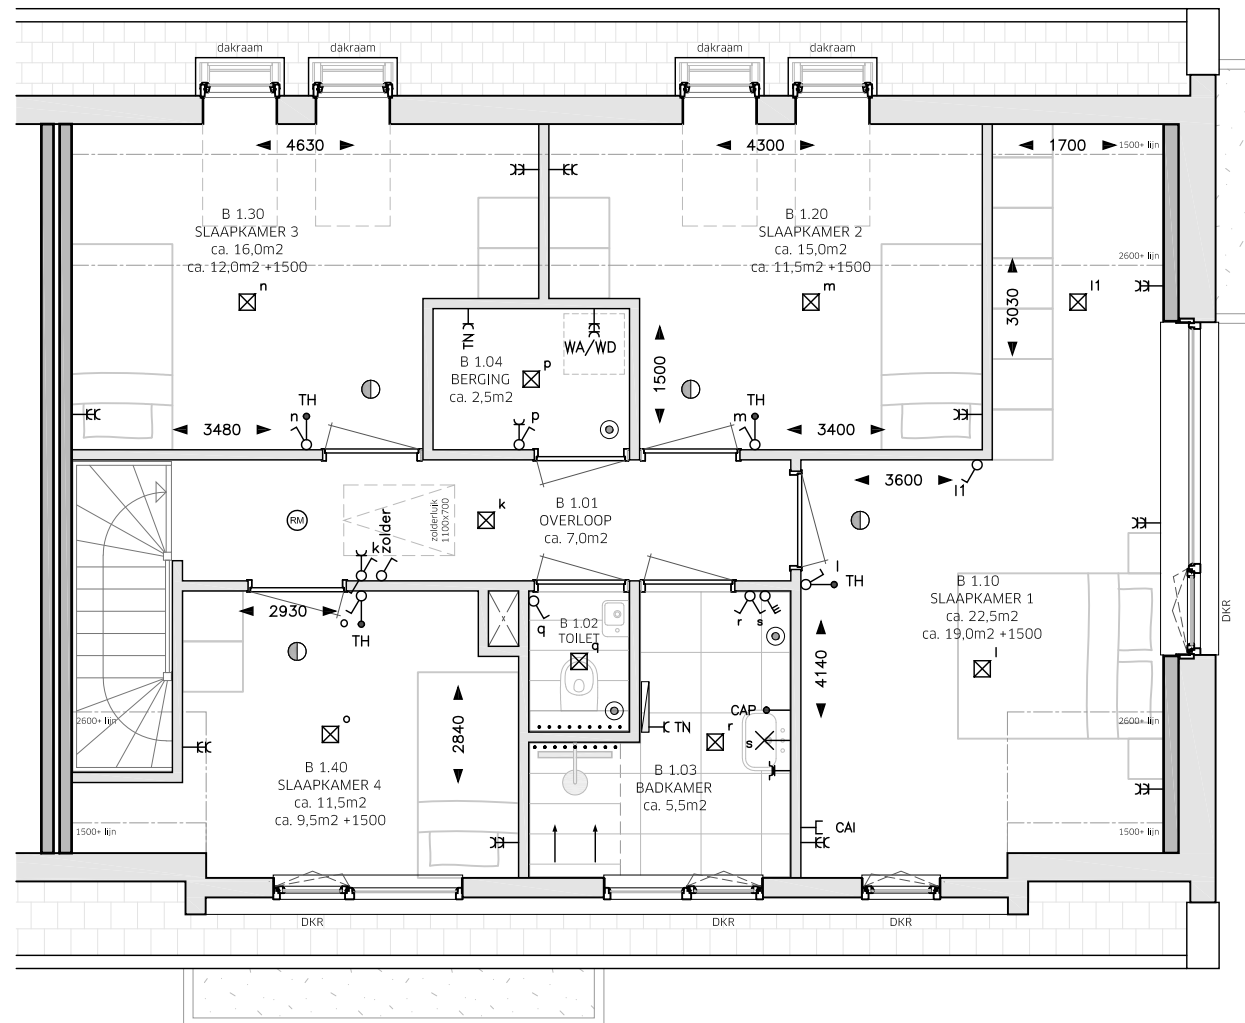 dakraam
dakraam
dakraam
dakraam
4630
4300
1700
1500+ lijn
B 1.30
SLAAPKAMER 3
ca. 16,0m2
ca. 12,0m2 +1500
n
B 1.20
SLAAPKAMER 2
ca. 15,0m2
ca. 11,5m2 +1500
m
2600+ lijn
l1
3030
TN
WA/WD
B 1.04
BERGING
ca. 2,5m2
p
p
1500
TH
n
3480
TH
m
3400
3600
l1
RM
zolderluik
1100x700
k
k
zolder
B 1.01
OVERLOOP
ca. 7,0m2
l
TH
2930
o
TH
q
B 1.02
TOILET
q
r
s
B 1.10
SLAAPKAMER 1
ca. 22,5m2
ca. 19,0m2 +1500
l
DKR
4140
x
2600+ lijn
o
2840
CAP
TN
r
s
2600+ lijn
B 1.40
SLAAPKAMER 4
ca. 11,5m2
ca. 9,5m2 +1500
B 1.03
BADKAMER
ca. 5,5m2
1500+ lijn
CAI
1500+ lijn
DKR
DKR
DKR